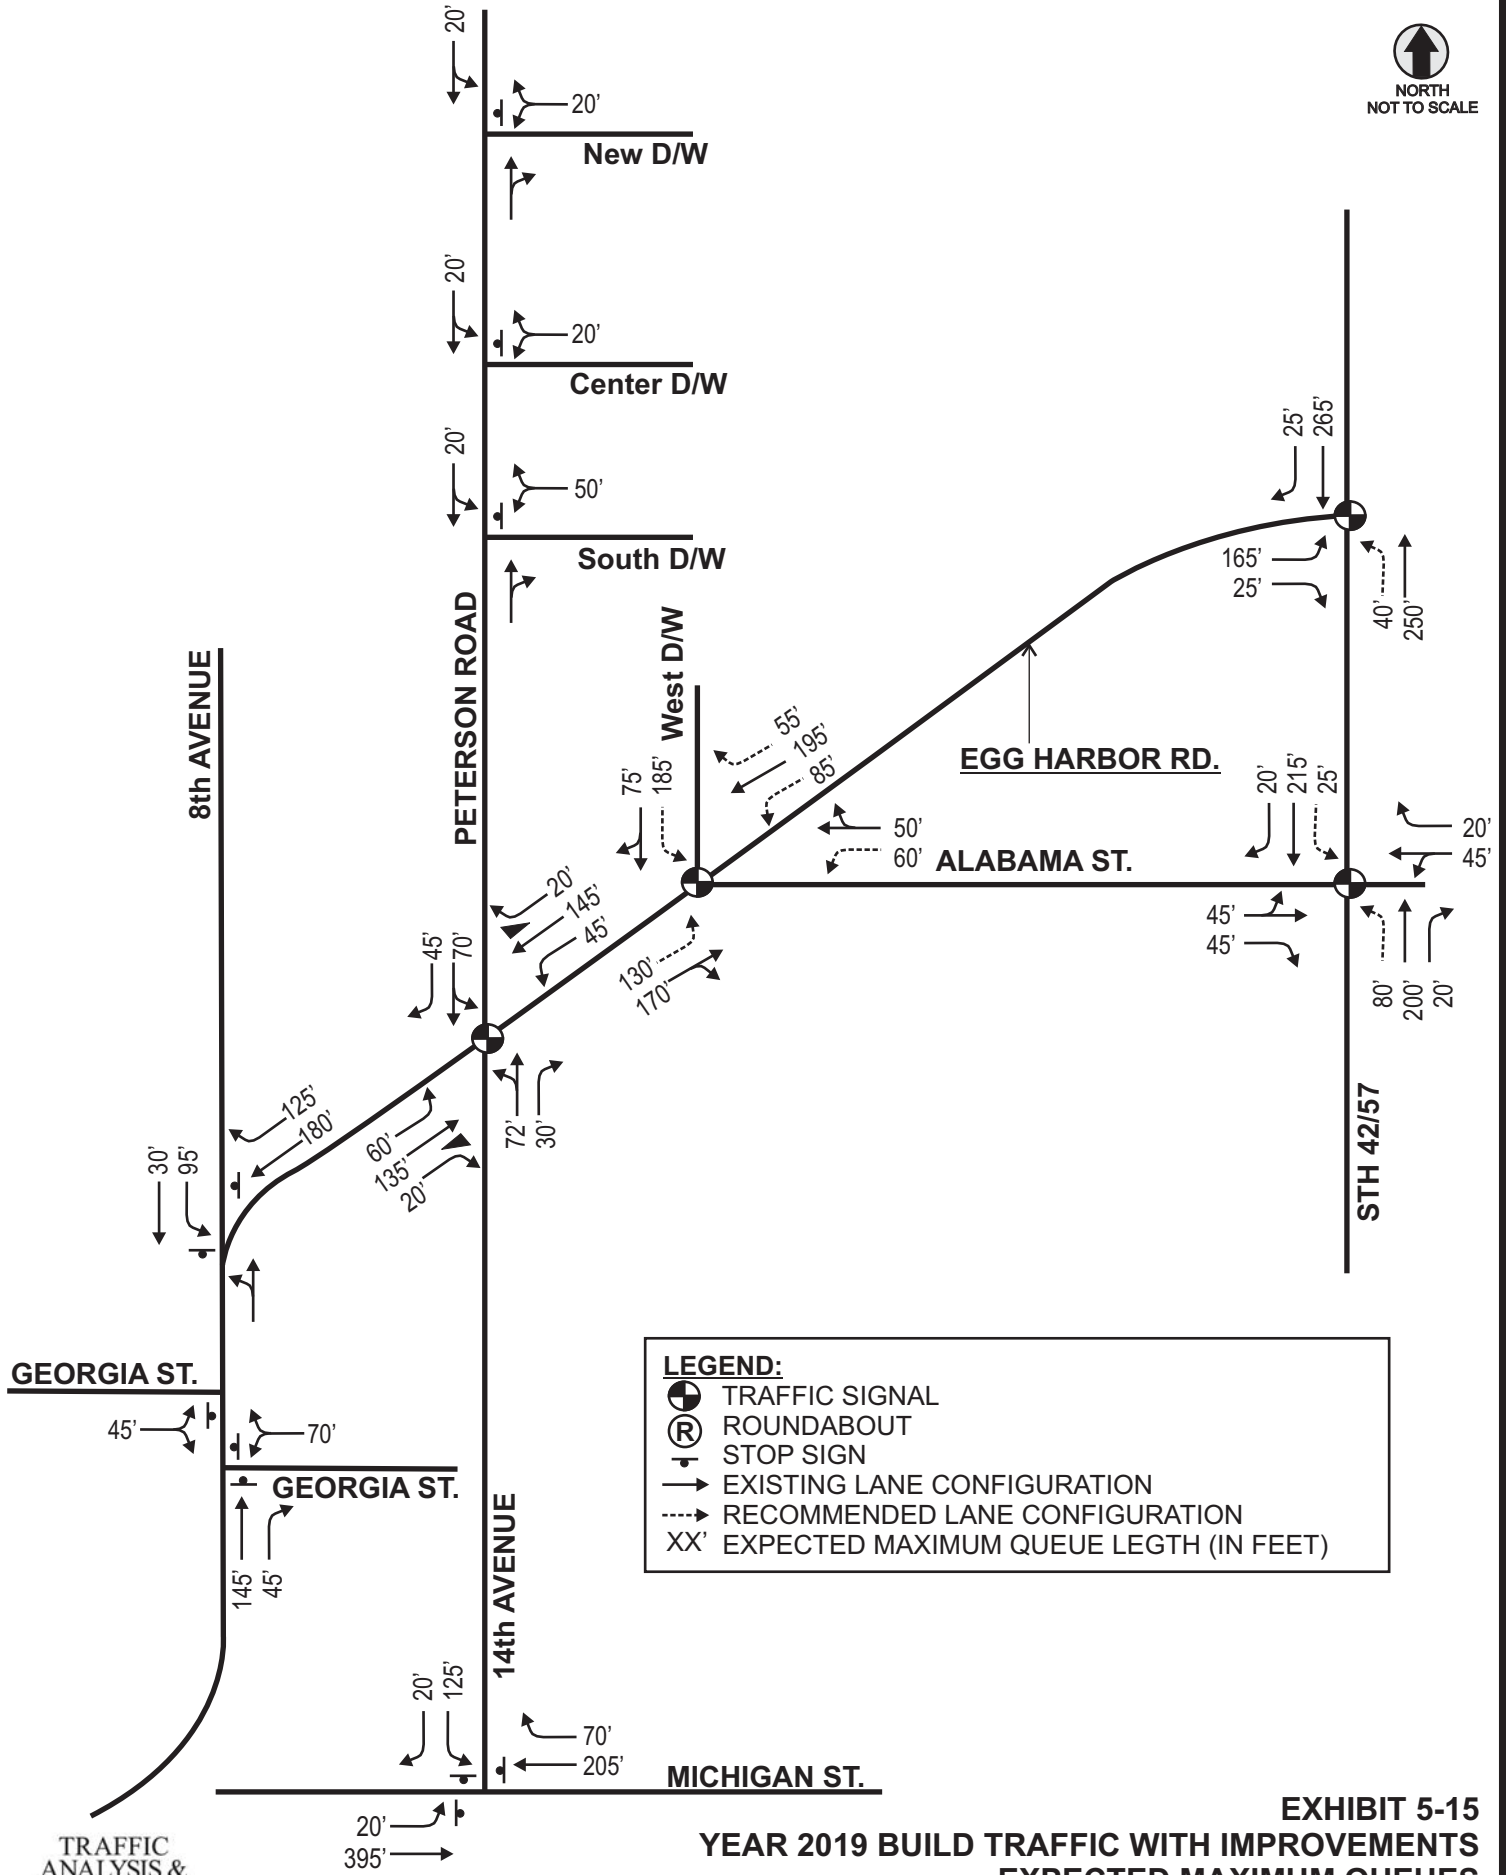 20’
20’
New D/W
NORTH
NOT TO SCALE
20’
20’
Center D/W
20’
50’
South D/W
25’
265’
165’
25’
40’
250’
8th AVENUE
PETERSON ROAD
West D/W
55’
195’
85’
75’
185’
EGG HARBOR RD.
50’
60’
ALABAMA ST.
20’
215’
25’
20’
45’
45’
45’
80’
200’
20’
20’
145’
45’
45’
70’
130’
170’
72’
30’
60’
135’
20’
125’
180’
30’
95’
STH 42/57
GEORGIA ST.
45’
70’
GEORGIA ST.
145’
45’
14th AVENUE
LEGEND:
TRAFFIC SIGNAL
R ROUNDABOUT
STOP SIGN
EXISTING LANE CONFIGURATION
RECOMMENDED LANE CONFIGURATION
XX’ EXPECTED MAXIMUM QUEUE LEGTH (IN FEET)
20’
125’
70’
205’
MICHIGAN ST.
20’
395’
TRAFFIC
ANALYSIS &
EXHIBIT 5-15
YEAR 2019 BUILD TRAFFIC WITH IMPROVEMENTS
EXPECTED MAXIMUM QUEUES